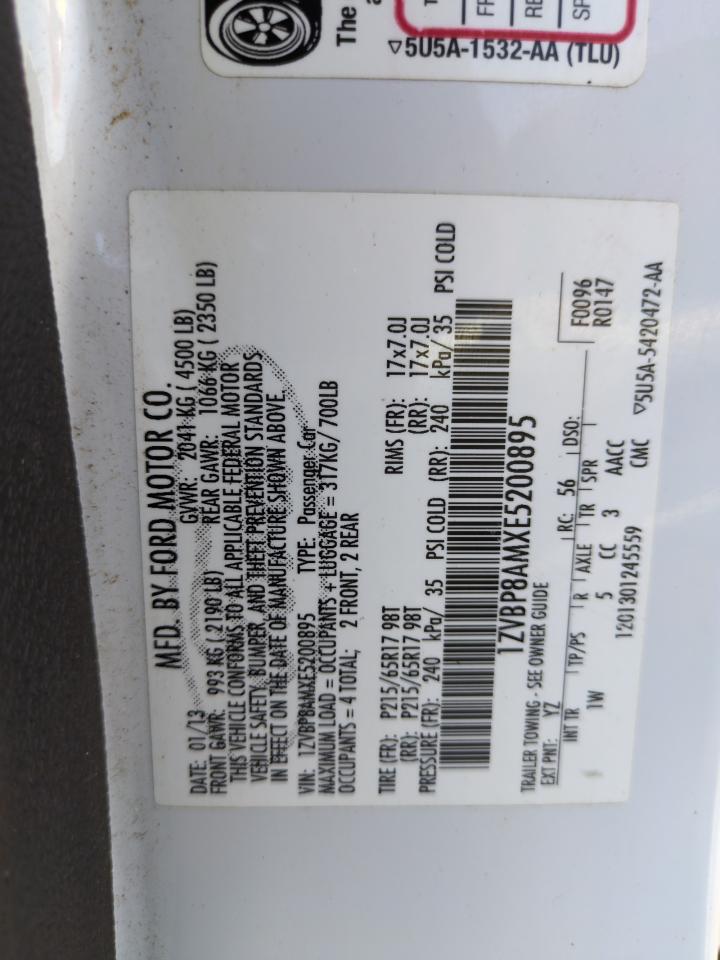 The
a
T
FR
RE
SP
▽5U5A-1532-AA (TLU)
MFD. BY FORD MOTOR CO.
DATE: 01/13 GVWR: 2041 KG ( 4500 LB)
FRONT GAWR: 993 KG ( 2190 LB) REAR GAWR: 1066 KG ( 2350 LB)
THIS VEHICLE CONFORMS TO ALL APPLICABLE FEDERAL MOTOR
VEHICLE SAFETY, BUMPER, AND THEFT PREVENTION STANDARDS
IN EFFECT ON THE DATE OF MANUFACTURE SHOWN ABOVE.
VIN: 1ZVBP8AMXE5200895 TYPE: Passenger Car
MAXIMUM LOAD = OCCUPANTS + LUGGAGE = 317KG/ 700LB
OCCUPANTS = 4 TOTAL; 2 FRONT, 2 REAR
TIRE (FR): P215/65R17 98T RIMS (FR): 17x7.0J
(RR): P215/65R17 98T (RR): 17x7.0J
PRESSURE (FR): 240 kPa/ 35 PSI COLD (RR): 240 kPa/ 35 PSI COLD
1ZVBP8AMXE5200895
TRAILER TOWING - SEE OWNER GUIDE
EXT PNT: YZ RC: 56 DSO: F0096
R0147
INT TR TP/PS R AXLE TR SPR
1W 5 CC 3 AACC
CMC
1201301245559
▽5U5A-5420472-AA